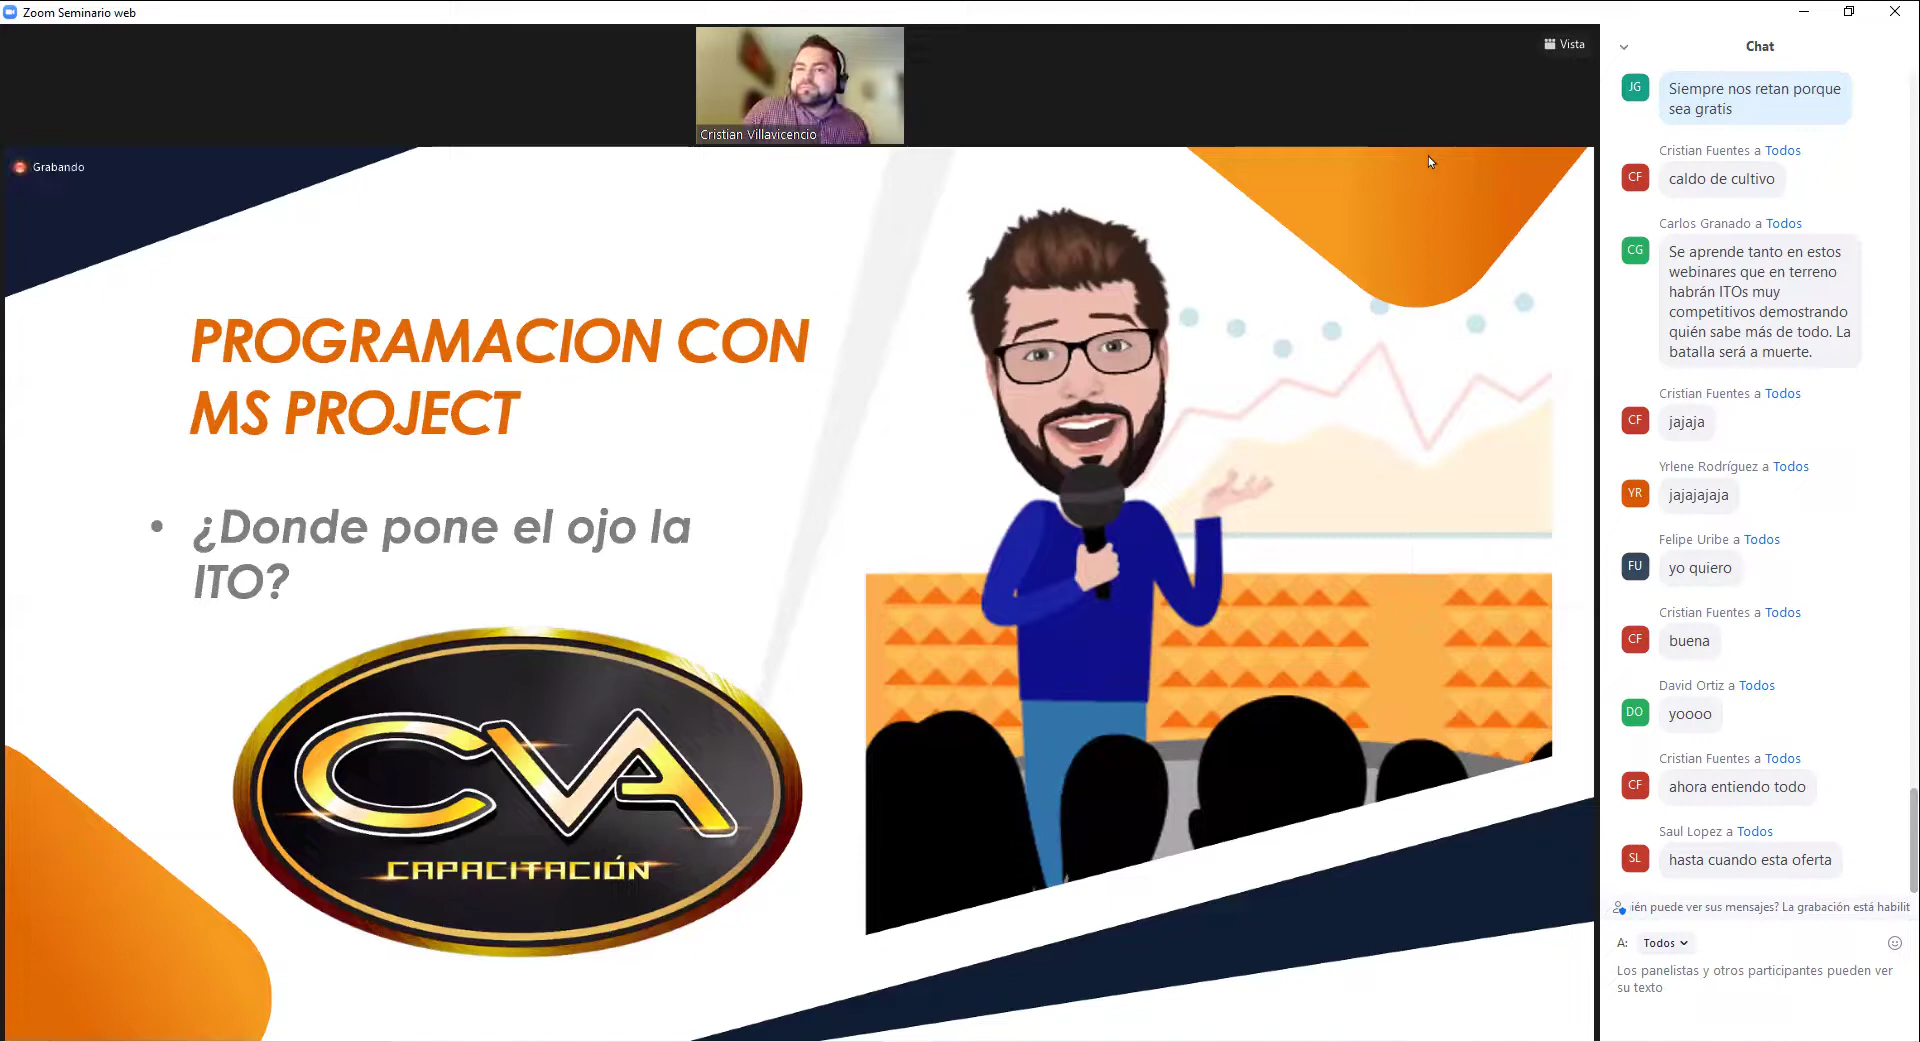 Zoom Seminario web
Vista
Cristian Villavicencio
Grabando
PROGRAMACION CON
MS PROJECT
• ¿Donde pone el ojo la
ITO?
CVA
CAPACITACIÓN
Chat
JG
Siempre nos retan porque
sea gratis
Cristian Fuentes a Todos
CF
caldo de cultivo
Carlos Granado a Todos
CG
Se aprende tanto en estos
webinares que en terreno
habrán ITOs muy
competitivos demostrando
quién sabe más de todo. La
batalla será a muerte.
Cristian Fuentes a Todos
CF
jajaja
Yrlene Rodríguez a Todos
YR
jajajajaja
Felipe Uribe a Todos
FU
yo quiero
Cristian Fuentes a Todos
CF
buena
David Ortiz a Todos
DO
yoooo
Cristian Fuentes a Todos
CF
ahora entiendo todo
Saul Lopez a Todos
SL
hasta cuando esta oferta
ién puede ver sus mensajes? La grabación está habilit
A: Todos
Los panelistas y otros participantes pueden ver
su texto